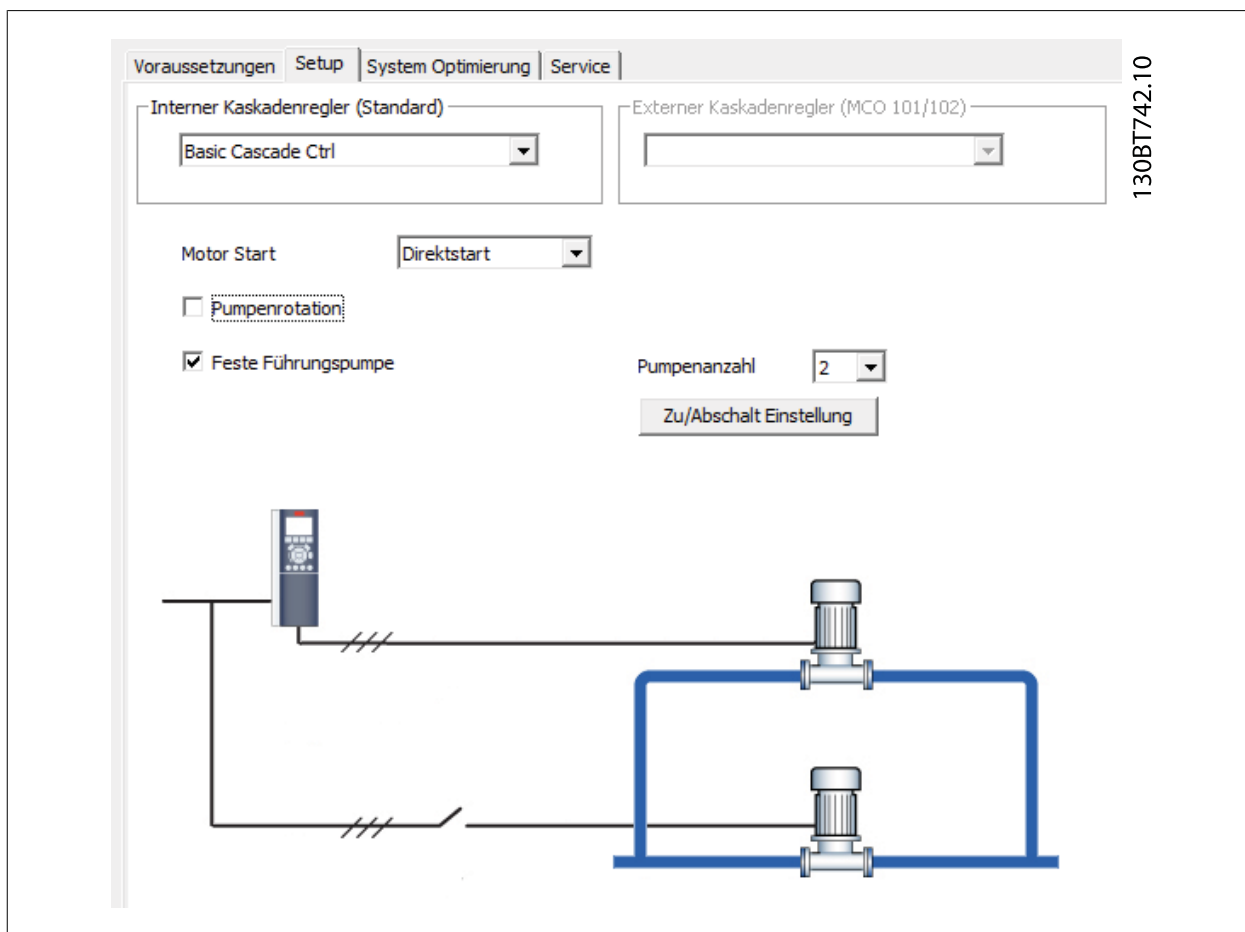 Voraussetzungen Setup System Optimierung Service
130BT742.10
Interner Kaskadenregler (Standard) Externer Kaskadenregler (MCO 101/102)
Basic Cascade Ctrl
Motor Start Direktstart
Pumpenrotation
Feste Führungspumpe Pumpenanzahl 2
Zu/Abschalt Einstellung